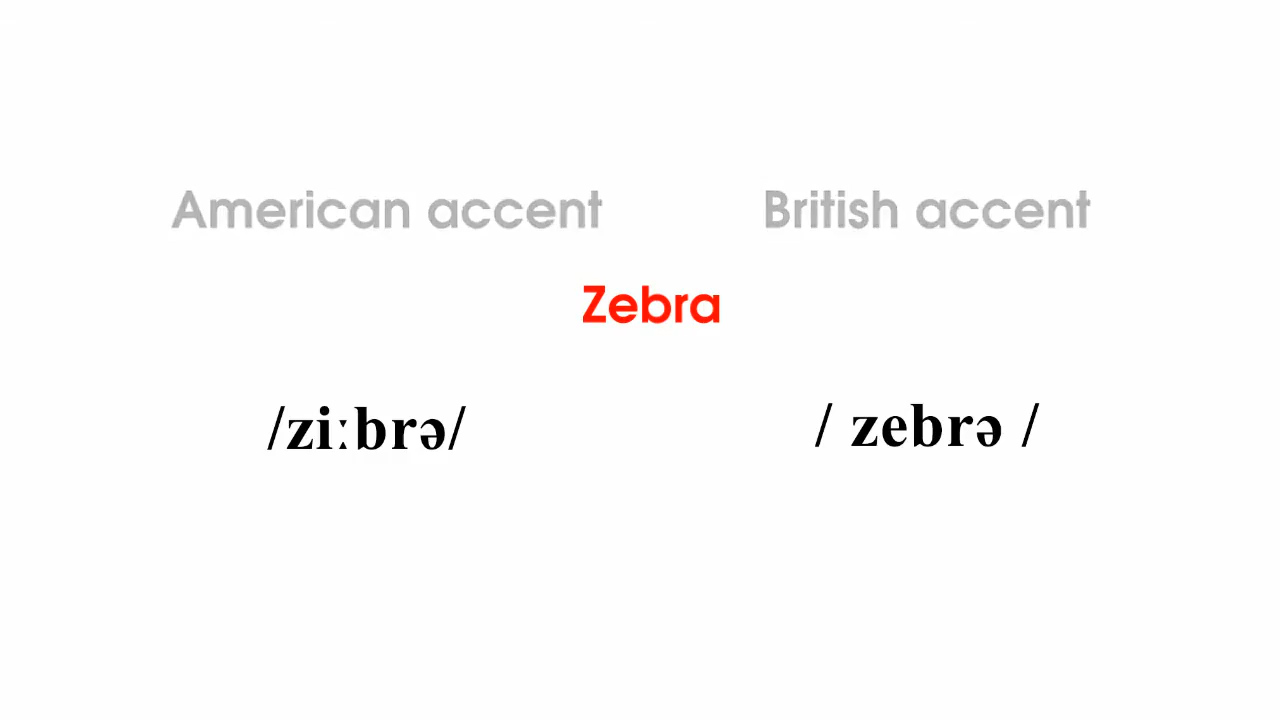 American accent
British accent
Zebra
/ziːbrə/
/ zebrə /